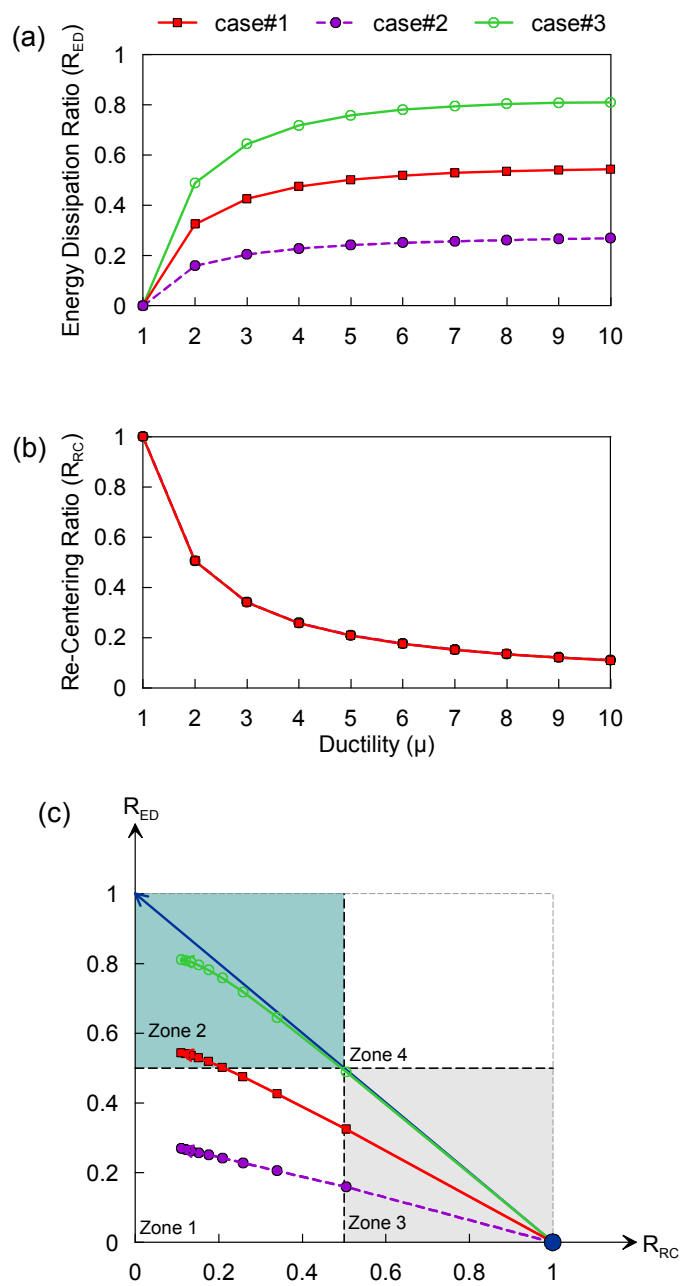 case#1 case#2 case#3
(a)
Energy Dissipation Ratio (RED)
1
0.8
0.6
0.4
0.2
0
1 2 3 4 5 6 7 8 9 10
(b)
Re-Centering Ratio (RRC)
1
0.8
0.6
0.4
0.2
0
1 2 3 4 5 6 7 8 9 10
Ductility (μ)
(c)
RED
1
0.8
0.6
0.4
0.2
0
Zone 2
Zone 4
Zone 1
Zone 3
0 0.2 0.4 0.6 0.8 1
RRC